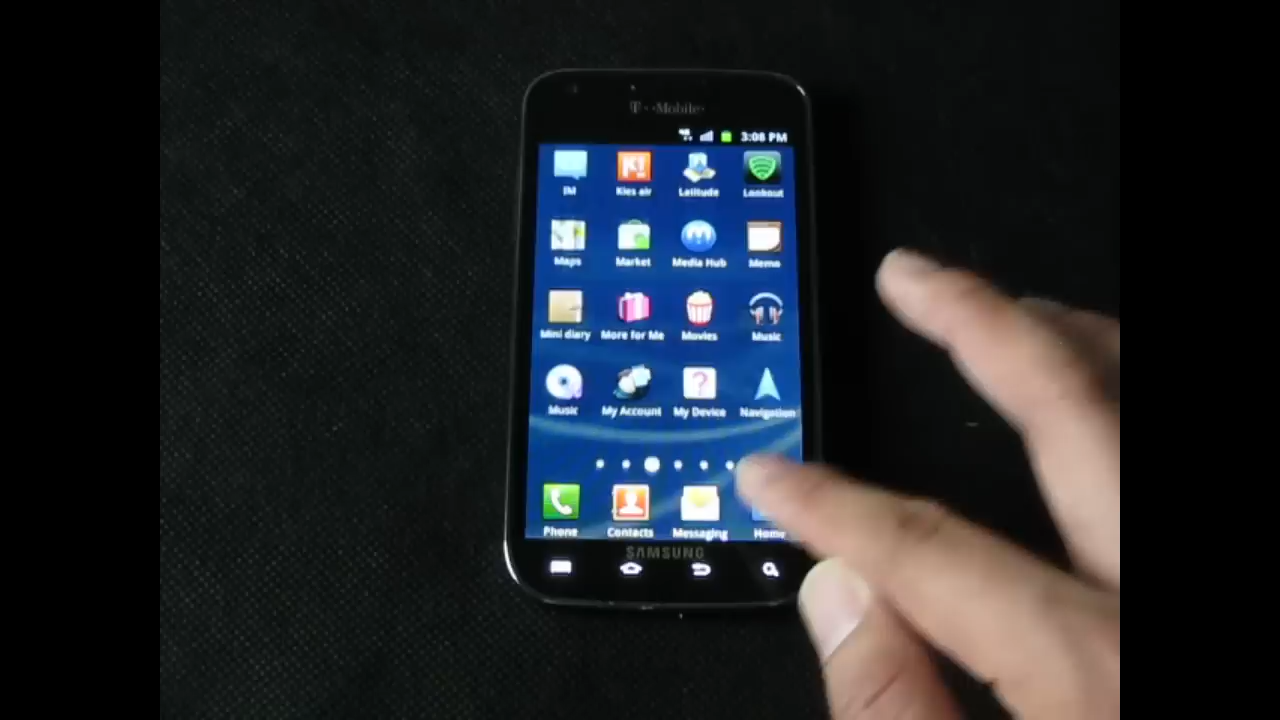 T··Mobile·
3:08 PM
IM Kies air Latitude Lookout
Maps Market Media Hub Memo
Mini diary More for Me Movies Music
Music My Account My Device Navigation
Phone Contacts Messaging Home
SAMSUNG